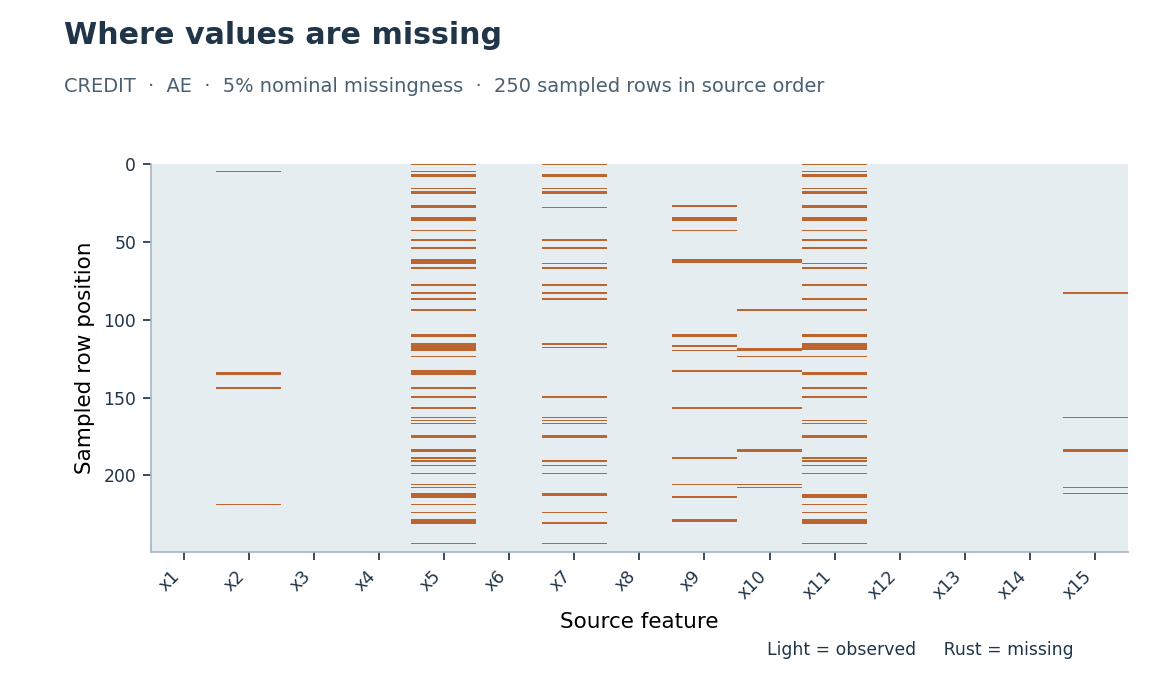 Where values are missing
CREDIT · AE · 5% nominal missingness · 250 sampled rows in source order
0
50
100
150
200
Sampled row position
x1 x2 x3 x4 x5 x6 x7 x8 x9 x10 x11 x12 x13 x14 x15
Source feature
Light = observed Rust = missing